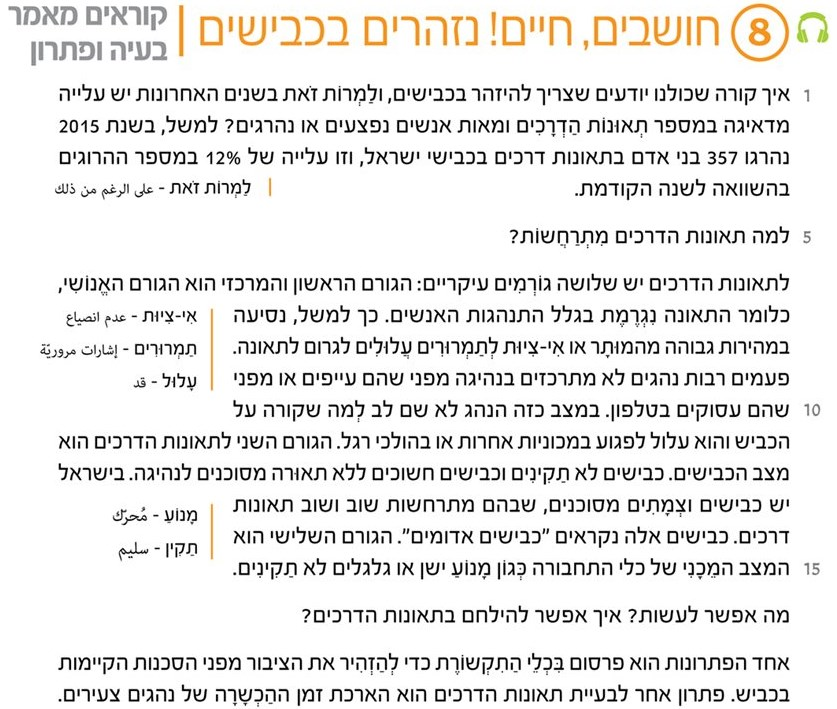 8 חושבים, חיים! נזהרים בכבישים | קוראים מאמר
בעיה ופתרון
1 איך קורה שכולנו יודעים שצריך להיזהר בכבישים, ולַמְרוֹת זֹאת בשנים האחרונות יש עלייה
מדאיגה במספר תְאוּנוֹת הַדְרָכִים ומאות אנשים נפצעים או נהרגים? למשל, בשנת 2015
נהרגו 357 בני אדם בתאונות דרכים בכבישי ישראל, וזו עלייה של 12% במספר ההרוגים
בהשוואה לשנה הקודמת.
לַמְרוֹת זֹאת - على الرغم من ذلك
5 למה תאונות הדרכים מִתְרַחֲשׁוֹת?
לתאונות הדרכים יש שלושה גוֹרְמִים עיקריים: הגורם הראשון והמרכזי הוא הגורם האֱנוֹשִׁי,
כלומר התאונה נִגְרֶמֶת בגלל התנהגות האנשים. כך למשל, נסיעה
במהירות גבוהה מהמוּתָר או אִי-צִיוּת לְתַמְרוּרִים עֲלוּלִים לגרום לתאונה.
פעמים רבות נהגים לא מתרכזים בנהיגה מפני שהם עייפים או מפני
10 שהם עסוקים בטלפון. במצב כזה הנהג לא שם לב לְמה שקורה על
הכביש והוא עלול לפגוע במכוניות אחרות או בהולכי רגל. הגורם השני לתאונות הדרכים הוא
מצב הכבישים. כבישים לא תַקִינִים וכבישים חשוכים ללא תאוּרה מסוכנים לנהיגה. בישראל
יש כבישים וּצְמָתִים מסוכנים, שבהם מתרחשות שוב ושוב תאונות
דרכים. כבישים אלה נקראים "כבישים אדומים". הגורם השלישי הוא
15 המצב המֵכָנִי של כלי התחבורה כְּגוֹן מָנוֹעַ ישן או גלגלים לא תַקִינִים.
אִי-צִיוּת - عدم انصياع
תַמְרוּרִים - إشارات مروريّة
עָלוּל - قد
מָנוֹעַ - مُحرّك
תַקִין - سليم
מה אפשר לעשות? איך אפשר להילחם בתאונות הדרכים?
אחד הפתרונות הוא פרסום בִּכְלֵי הַתִקְשׁוֹרֶת כדי לְהַזְהִיר את הציבור מפני הסכנות הקיימות
בכביש. פתרון אחר לבעיית תאונות הדרכים הוא הארכת זמן הַהַכְשָׁרָה של נהגים צעירים.